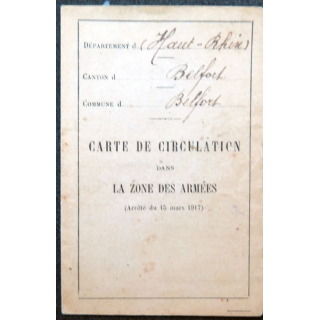 DÉPARTEMENT d (Haut-Rhin)
CANTON d Belfort
COMMUNE d Belfort
CARTE DE CIRCULATION
DANS
LA ZONE DES ARMÉES
(Arrêté du 15 mars 1917)